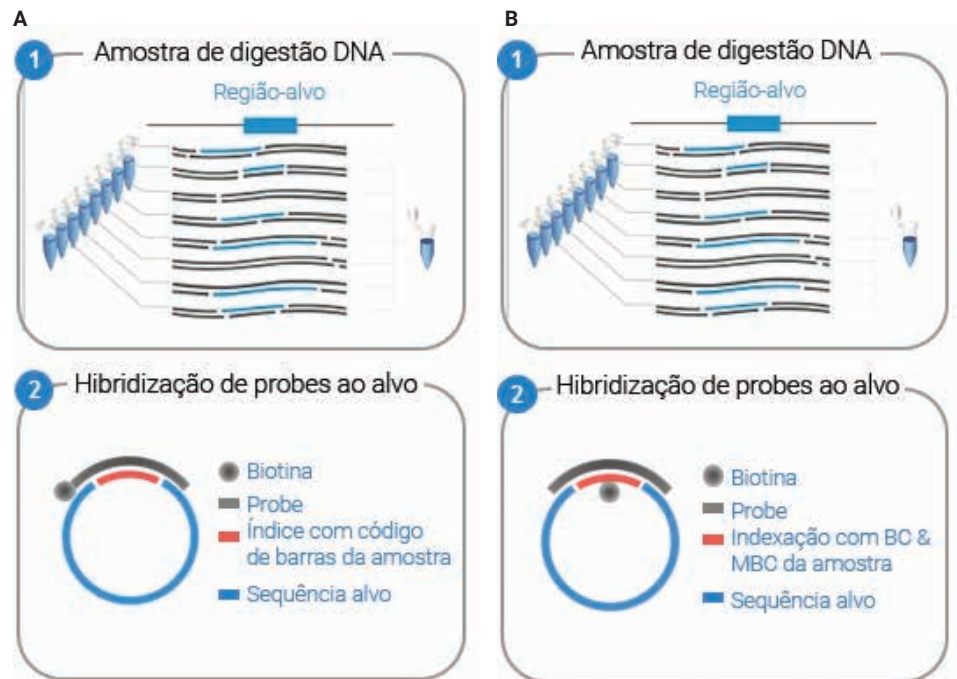 A
1
Amostra de digestão DNA
Região-alvo
2
Hibridização de probes ao alvo
Biotina
Probe
Índice com código
de barras da amostra
Sequência alvo
B
1
Amostra de digestão DNA
Região-alvo
2
Hibridização de probes ao alvo
Biotina
Probe
Indexação com BC &
MBC da amostra
Sequência alvo